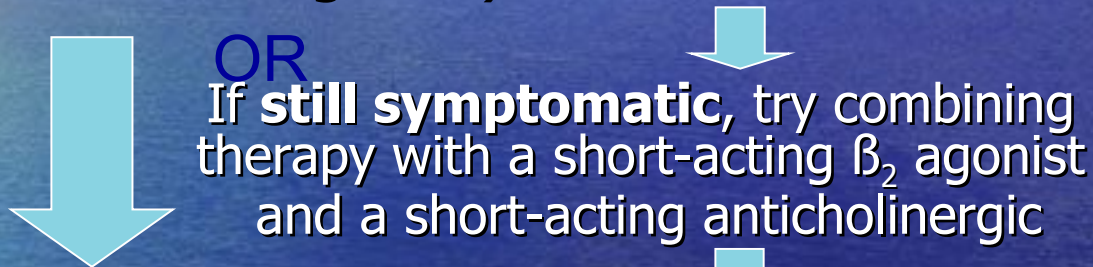 OR
If still symptomatic, try combining
therapy with a short-acting ß₂ agonist
and a short-acting anticholinergic